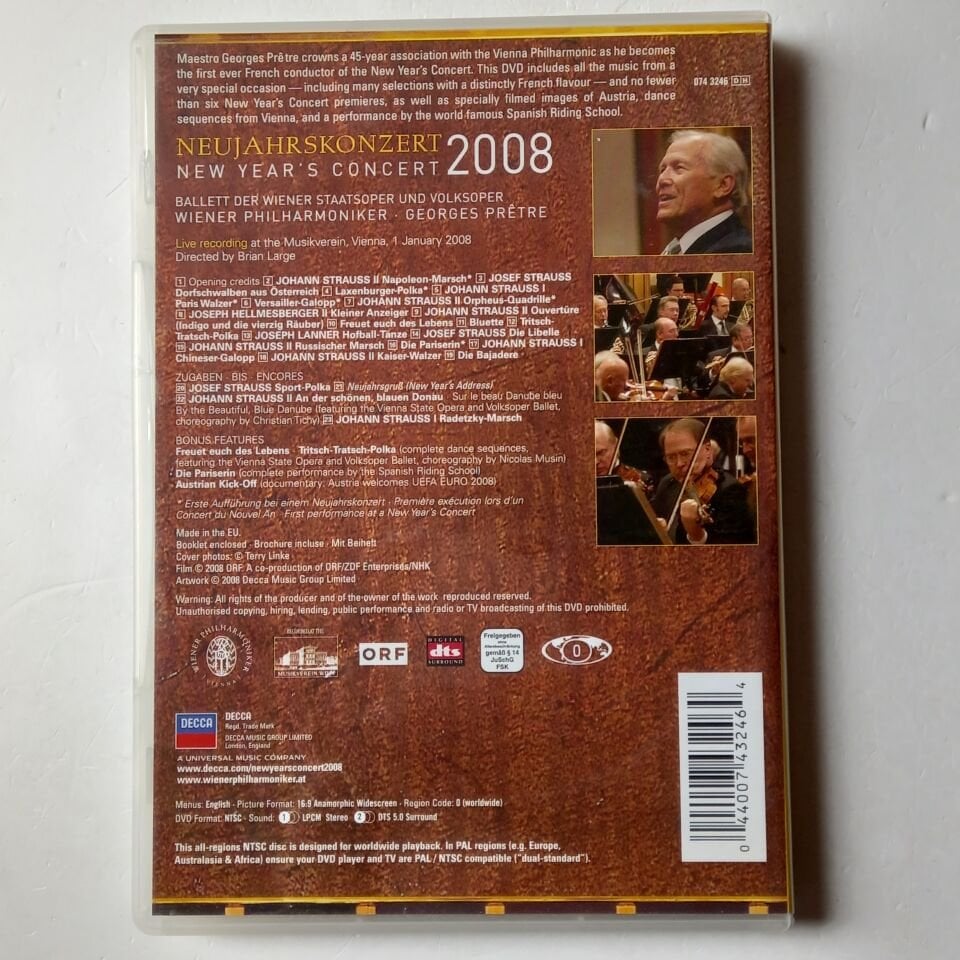 Maestro Georges Prêtre crowns a 45-year association with the Vienna Philharmonic as he becomes
the first ever French conductor of the New Year's Concert. This DVD includes all the music from a
very special occasion — including many selections with a distinctly French flavour — and no fewer
than six New Year's Concert premieres, as well as specially filmed images of Austria, dance
sequences from Vienna, and a performance by the world famous Spanish Riding School.
074 3246 DH
NEUJAHRSKONZERT
NEW YEAR'S CONCERT 2008
BALLETT DER WIENER STAATSOPER UND VOLKSOPER
WIENER PHILHARMONIKER · GEORGES PRÊTRE
Live recording at the Musikverein, Vienna, 1 January 2008
Directed by Brian Large
1 Opening credits 2 JOHANN STRAUSS II Napoleon-Marsch* 3 JOSEF STRAUSS
Dorfschwalben aus Österreich 4 Laxenburger-Polka* 5 JOHANN STRAUSS I
Paris Walzer* 6 Versailler-Galopp* 7 JOHANN STRAUSS II Orpheus-Quadrille*
8 JOSEPH HELLMESBERGER II Kleiner Anzeiger 9 JOHANN STRAUSS II Ouvertüre
(Indigo und die vierzig Räuber) 10 Freuet euch des Lebens 11 Bluette 12 Tritsch-
Tratsch-Polka 13 JOSEPH LANNER Hofball-Tänze 14 JOSEF STRAUSS Die Libelle
15 JOHANN STRAUSS II Russischer Marsch 16 Die Pariserin* 17 JOHANN STRAUSS I
Chineser-Galopp 18 JOHANN STRAUSS II Kaiser-Walzer 19 Die Bajadere
ZUGABEN · BIS · ENCORES
20 JOSEF STRAUSS Sport-Polka 21 Neujahrsgruß (New Year's Address)
22 JOHANN STRAUSS II An der schönen, blauen Donau · Sur le beau Danube bleu
By the Beautiful, Blue Danube (featuring the Vienna State Opera and Volksoper Ballet,
choreography by Christian Tichy) 23 JOHANN STRAUSS I Radetzky-Marsch
BONUS FEATURES
Freuet euch des Lebens · Tritsch-Tratsch-Polka (complete dance sequences,
featuring the Vienna State Opera and Volksoper Ballet, choreography by Nicolas Musin)
Die Pariserin (complete performance by the Spanish Riding School)
Austrian Kick-Off (documentary: Austria welcomes UEFA EURO 2008)
* Erste Aufführung bei einem Neujahrskonzert · Première exécution lors d'un
Concert du Nouvel An · First performance at a New Year's Concert
Made in the EU.
Booklet enclosed · Brochure incluse · Mit Beiheft
Cover photos: © Terry Linke
Film © 2008 ORF. A co-production of ORF/ZDF Enterprises/NHK
Artwork © 2008 Decca Music Group Limited
Warning: All rights of the producer and of the owner of the work reproduced reserved.
Unauthorised copying, hiring, lending, public performance and radio or TV broadcasting of this DVD prohibited.
WIENER PHILHARMONIKER
VIENNA
RECORDED AT THE
MUSIKVEREIN WIEN
ORF
DIGITAL
dts
SURROUND
Freigegeben
ohne
Altersbeschränkung
gemäß § 14
JuSchG
FSK
0
DECCA
DECCA
Regd. Trade Mark
DECCA MUSIC GROUP LIMITED
London, England
A UNIVERSAL MUSIC COMPANY
www.decca.com/newyearsconcert2008
www.wienerphilharmoniker.at
Menus: English · Picture Format: 16:9 Anamorphic Widescreen · Region Code: 0 (worldwide)
DVD Format: NTSC · Sound: 1 LPCM Stereo 2 DTS 5.0 Surround
This all-regions NTSC disc is designed for worldwide playback. In PAL regions (e.g. Europe,
Australasia & Africa) ensure your DVD player and TV are PAL / NTSC compatible ("dual-standard").
0 44007 43246 4